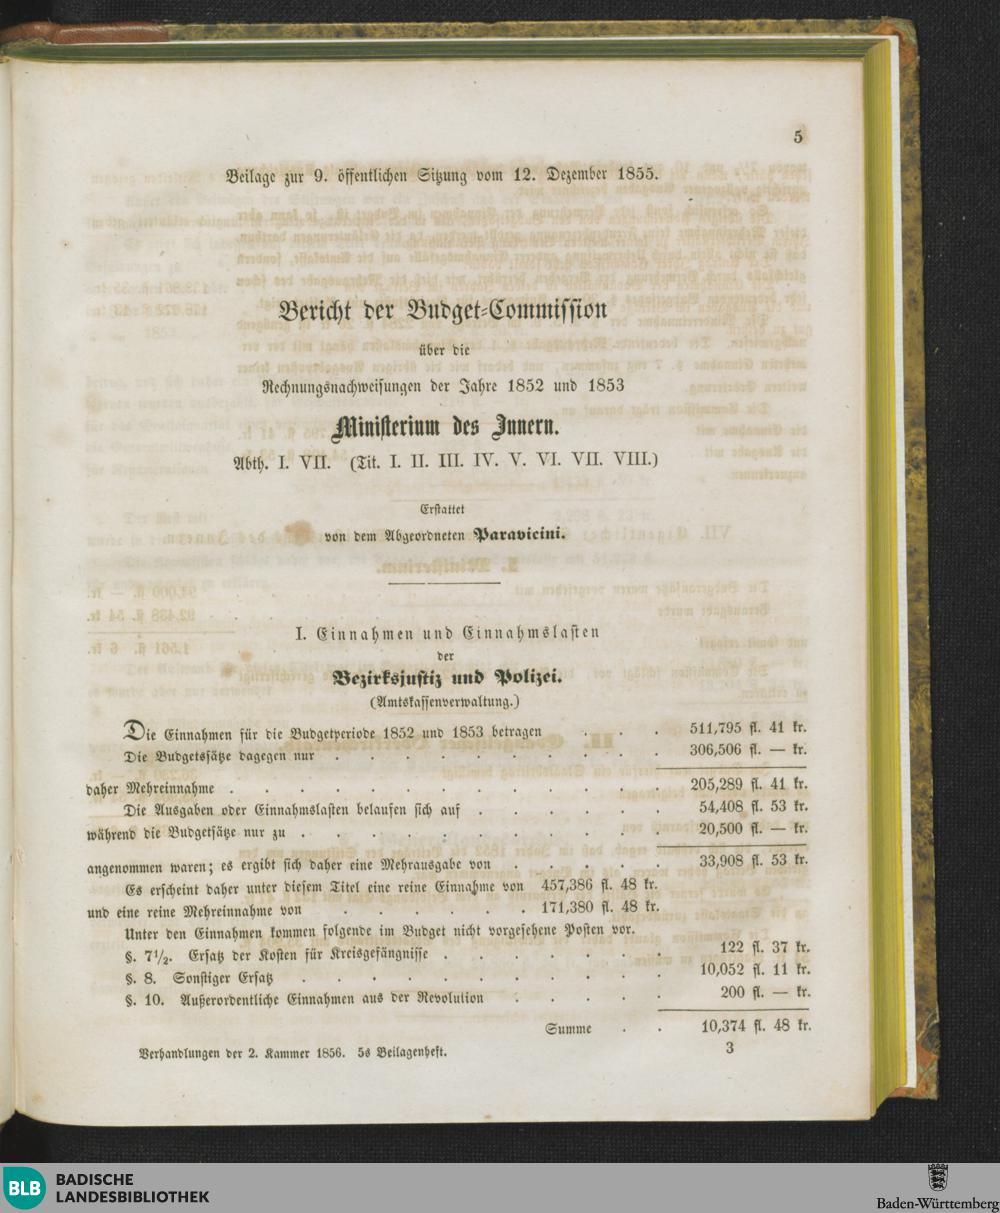 5
Beilage zur 9. öffentlichen Sitzung vom 12. Dezember 1855.
Bericht der Budget-Commission
über die
Rechnungsnachweisungen der Jahre 1852 und 1853
Ministerium des Innern.
Abth. I. VII. (Tit. I. II. III. IV. V. VI. VII. VIII.)
Erstattet
von dem Abgeordneten Paravicini.
I. Einnahmen und Einnahmslasten
der
Bezirksjustiz und Polizei.
(Amtskassenverwaltung.)
Die Einnahmen für die Budgetperiode 1852 und 1853 betragen . . . 511,795 fl. 41 kr.
Die Budgetssätze dagegen nur . . . . . . . . . . 306,506 fl. — kr.
daher Mehreinnahme . . . . . . . . . . . . . 205,289 fl. 41 kr.
Die Ausgaben oder Einnahmslasten belaufen sich auf . . . . . . 54,408 fl. 53 kr.
während die Budgetsätze nur zu . . . . . . . . . . . 20,500 fl. — kr.
angenommen waren; es ergibt sich daher eine Mehrausgabe von . . . . . 33,908 fl. 53 kr.
Es erscheint daher unter diesem Titel eine reine Einnahme von 457,386 fl. 48 kr.
und eine reine Mehreinnahme von . . . . . . 171,380 fl. 48 kr.
Unter den Einnahmen kommen folgende im Budget nicht vorgesehene Posten vor.
§. 7½. Ersatz der Kosten für Kreisgefängnisse . . . . . . . 122 fl. 37 kr.
§. 8. Sonstiger Ersatz . . . . . . . . . . . 10,052 fl. 11 kr.
§. 10. Außerordentliche Einnahmen aus der Revolution . . . . . 200 fl. — kr.
Summe . . 10,374 fl. 48 kr.
Verhandlungen der 2. Kammer 1856. 5s Beilagenheft.
3
BLB BADISCHE
LANDESBIBLIOTHEK
Baden-Württemberg